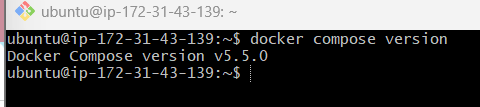 ubuntu@ip-172-31-43-139: ~
ubuntu@ip-172-31-43-139:~$ docker compose version
Docker Compose version v5.5.0
ubuntu@ip-172-31-43-139:~$